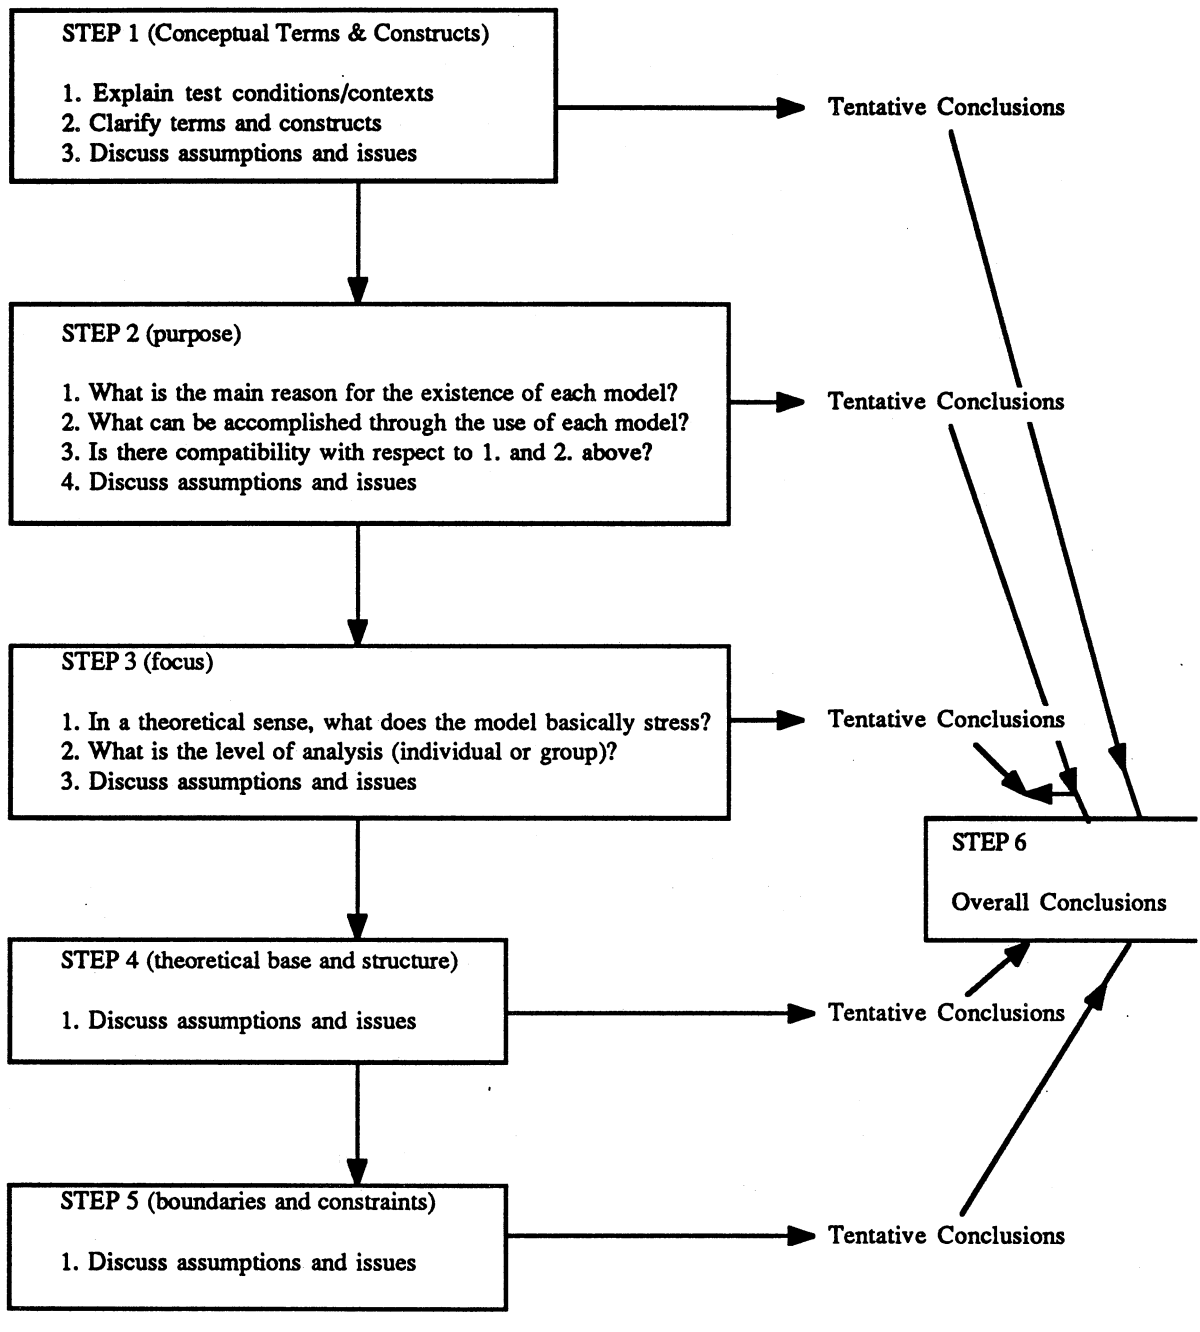 STEP 1 (Conceptual Terms & Constructs)
1. Explain test conditions/contexts
2. Clarify terms and constructs
3. Discuss assumptions and issues
Tentative Conclusions
STEP 2 (purpose)
1. What is the main reason for the existence of each model?
2. What can be accomplished through the use of each model?
3. Is there compatibility with respect to 1. and 2. above?
4. Discuss assumptions and issues
Tentative Conclusions
STEP 3 (focus)
1. In a theoretical sense, what does the model basically stress?
2. What is the level of analysis (individual or group)?
3. Discuss assumptions and issues
Tentative Conclusions
STEP 4 (theoretical base and structure)
1. Discuss assumptions and issues
Tentative Conclusions
STEP 5 (boundaries and constraints)
1. Discuss assumptions and issues
Tentative Conclusions
STEP 6
Overall Conclusions